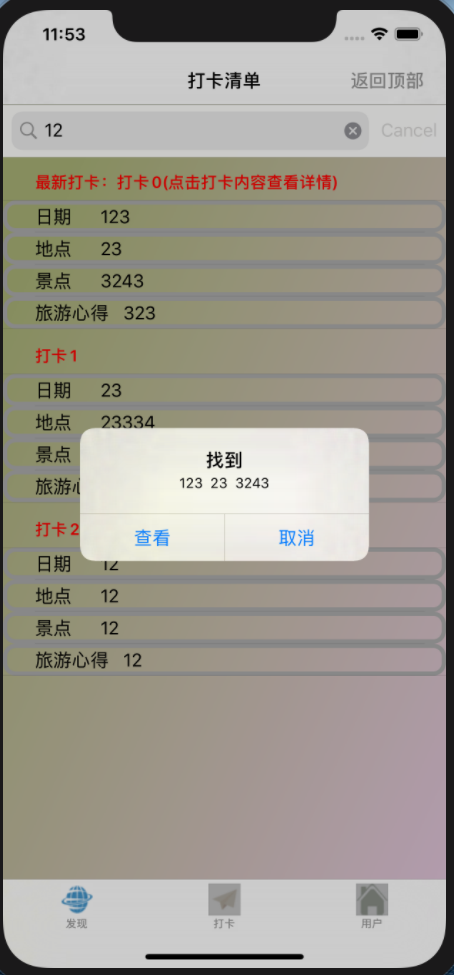 11:53
打卡清单 返回顶部
12 Cancel
最新打卡：打卡0(点击打卡内容查看详情)
日期 123
地点 23
景点 3243
旅游心得 323
打卡1
日期 23
地点 23334
景点
旅游心
找到
123 23 3243
查看 取消
打卡2
日期 12
地点 12
景点 12
旅游心得 12
发现 打卡 用户